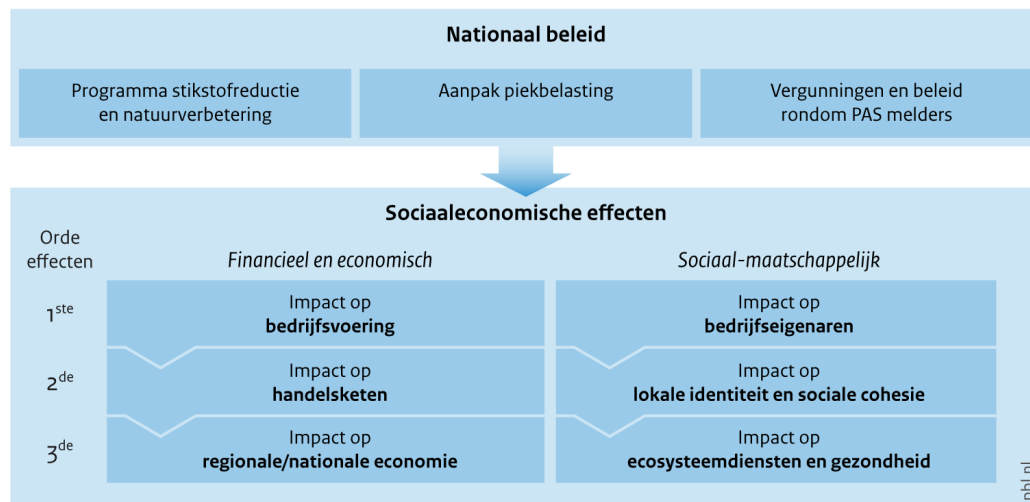 Nationaal beleid
Programma stikstofreductie
en natuurverbetering
Aanpak piekbelasting
Vergunningen en beleid
rondom PAS melders
Sociaaleconomische effecten
Orde
effecten
Financieel en economisch
Sociaal-maatschappelijk
1ste
Impact op
bedrijfsvoering
Impact op
bedrijfseigenaren
2de
Impact op
handelsketen
Impact op
lokale identiteit en sociale cohesie
3de
Impact op
regionale/nationale economie
Impact op
ecosysteemdiensten en gezondheid
pbl.nl